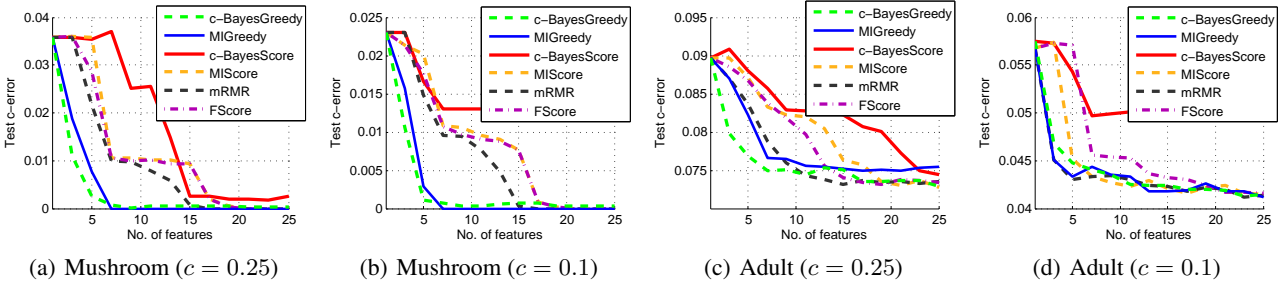 0.04
0.03
0.02
0.01
0
5 10 15 20 25
Test c−error
No. of features
c−BayesGreedy
MIGreedy
c−BayesScore
MIScore
mRMR
FScore
(a) Mushroom (c = 0.25)
0.025
0.02
0.015
0.01
0.005
0
5 10 15 20 25
Test c−error
No. of features
c−BayesGreedy
MIGreedy
c−BayesScore
MIScore
mRMR
FScore
(b) Mushroom (c = 0.1)
0.095
0.09
0.085
0.08
0.075
5 10 15 20 25
Test c−error
No. of features
c−BayesGreedy
MIGreedy
c−BayesScore
MIScore
mRMR
FScore
(c) Adult (c = 0.25)
0.06
0.055
0.05
0.045
0.04
5 10 15 20 25
Test c−error
No. of features
c−BayesGreedy
MIGreedy
c−BayesScore
MIScore
mRMR
FScore
(d) Adult (c = 0.1)